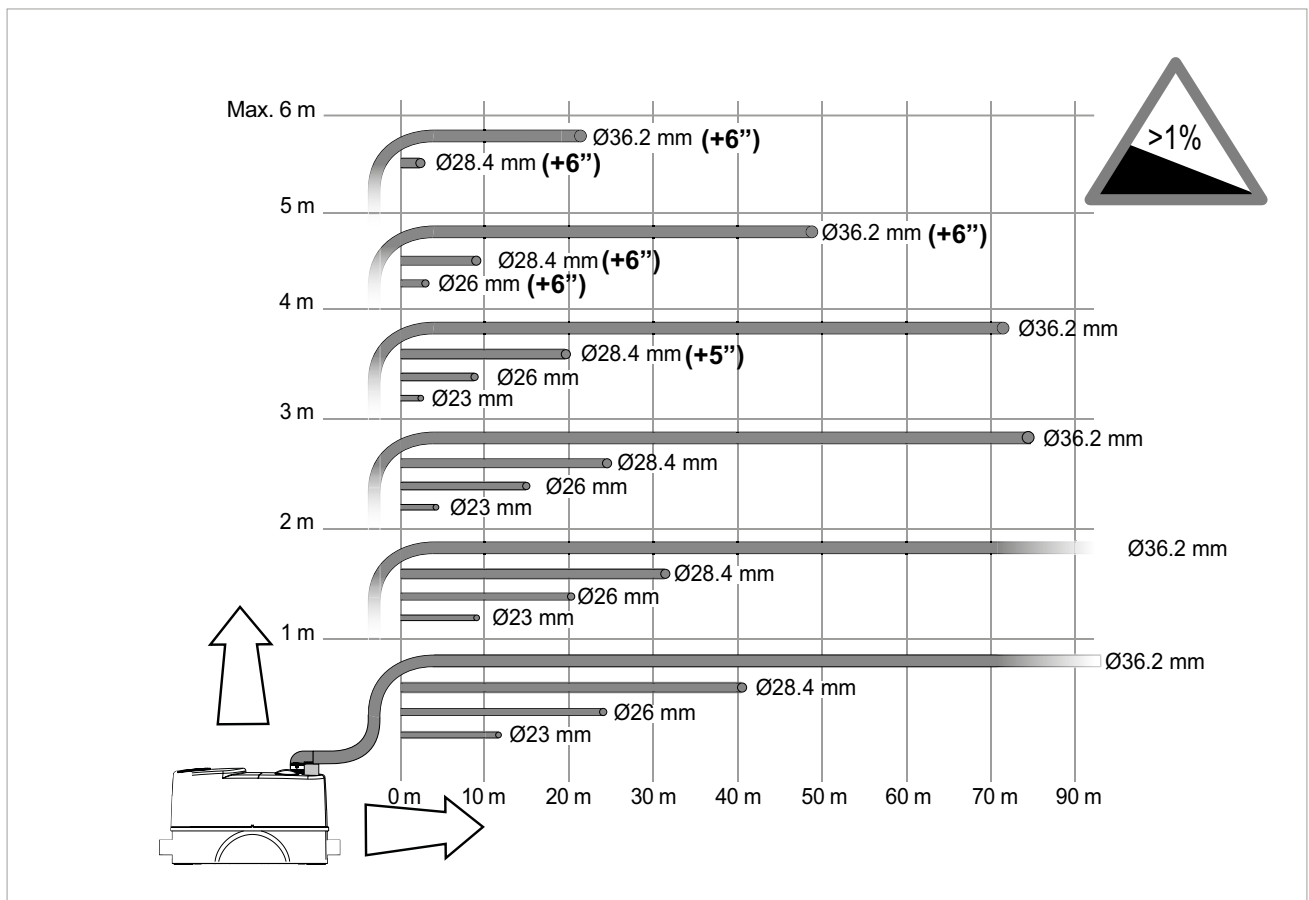 Max. 6 m
Ø36.2 mm (+6”)
>1%
Ø28.4 mm (+6”)
5 m
Ø36.2 mm (+6”)
Ø28.4 mm (+6”)
Ø26 mm (+6”)
4 m
Ø36.2 mm
Ø28.4 mm (+5”)
Ø26 mm
Ø23 mm
3 m
Ø36.2 mm
Ø28.4 mm
Ø26 mm
Ø23 mm
2 m
Ø36.2 mm
Ø28.4 mm
Ø26 mm
Ø23 mm
1 m
Ø36.2 mm
Ø28.4 mm
Ø26 mm
Ø23 mm
0 m 10 m 20 m 30 m 40 m 50 m 60 m 70 m 90 m